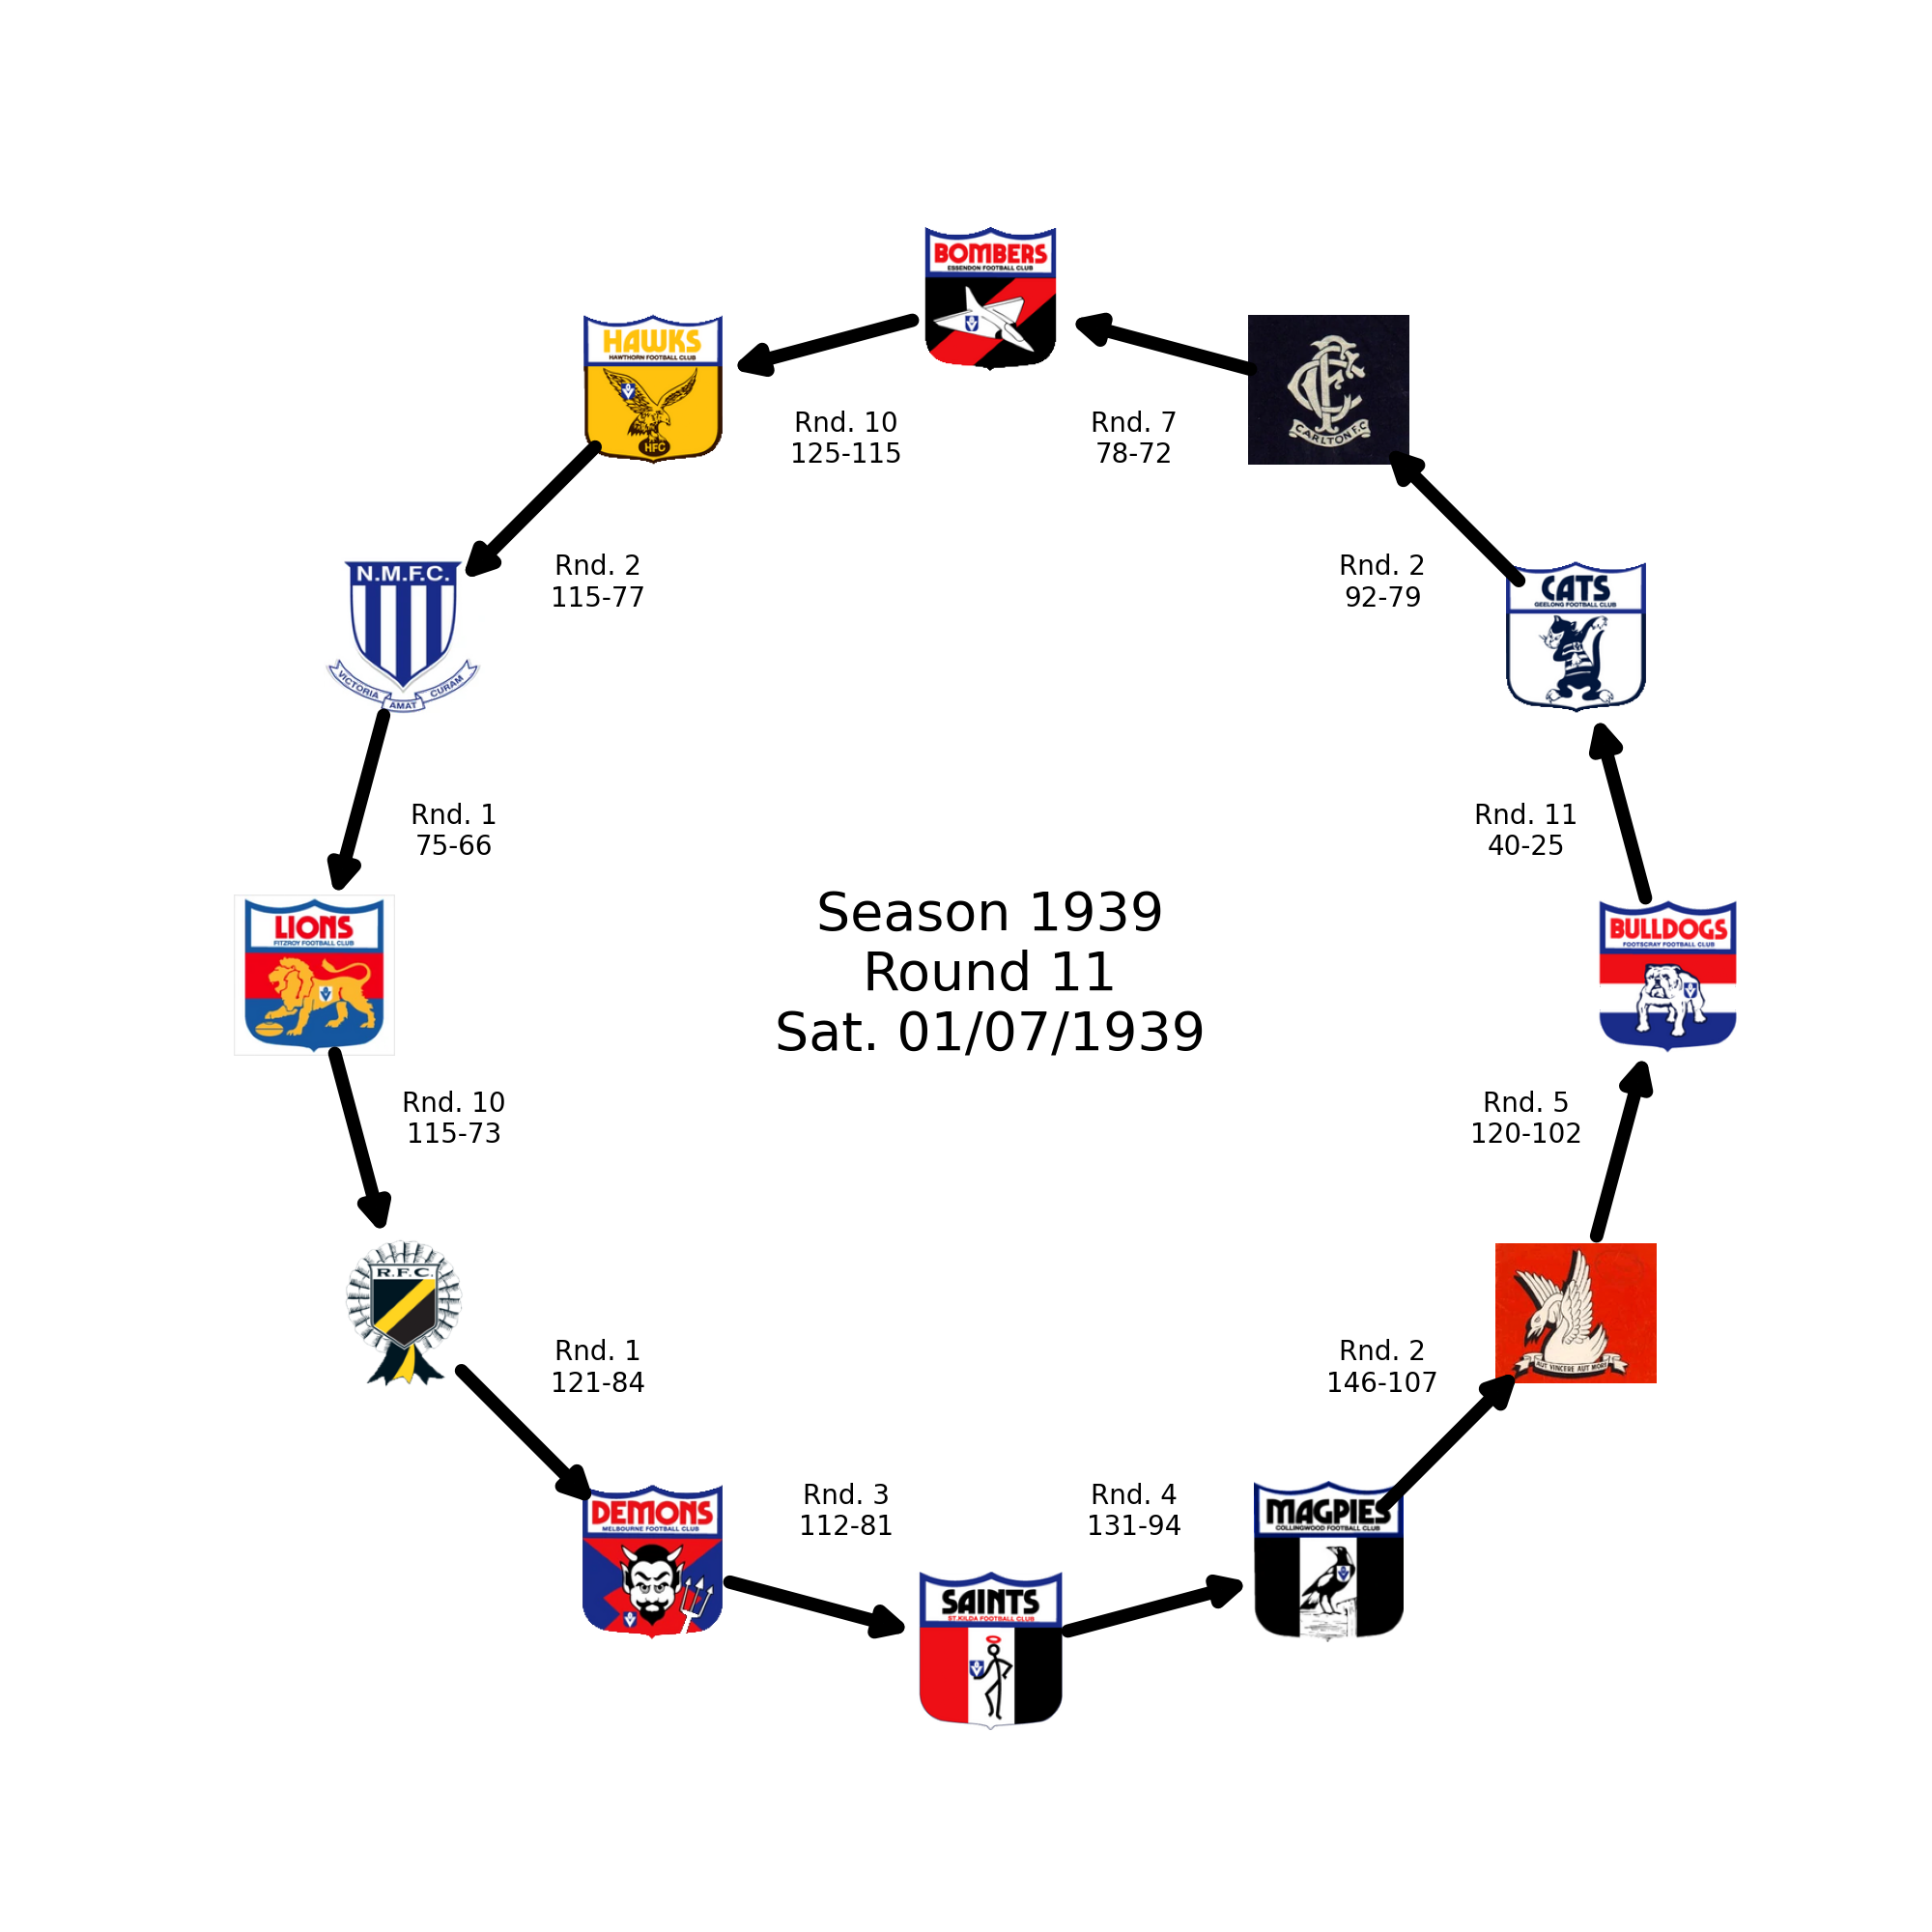 BOMBERS
ESSENDON FOOTBALL CLUB
HAWKS
HAWTHORN FOOTBALL CLUB
HFC
CARLTON F.C
Rnd. 10
125-115
Rnd. 7
78-72
N.M.F.C.
VICTORIA AMAT CURAM
Rnd. 2
115-77
Rnd. 2
92-79
CATS
GEELONG FOOTBALL CLUB
Rnd. 1
75-66
Rnd. 11
40-25
LIONS
FITZROY FOOTBALL CLUB
Season 1939
Round 11
Sat. 01/07/1939
BULLDOGS
FOOTSCRAY FOOTBALL CLUB
Rnd. 10
115-73
Rnd. 5
120-102
R.F.C.
AUT VINCERE AUT MORI
Rnd. 1
121-84
Rnd. 2
146-107
DEMONS
MELBOURNE FOOTBALL CLUB
Rnd. 3
112-81
Rnd. 4
131-94
MAGPIES
COLLINGWOOD FOOTBALL CLUB
SAINTS
ST.KILDA FOOTBALL CLUB